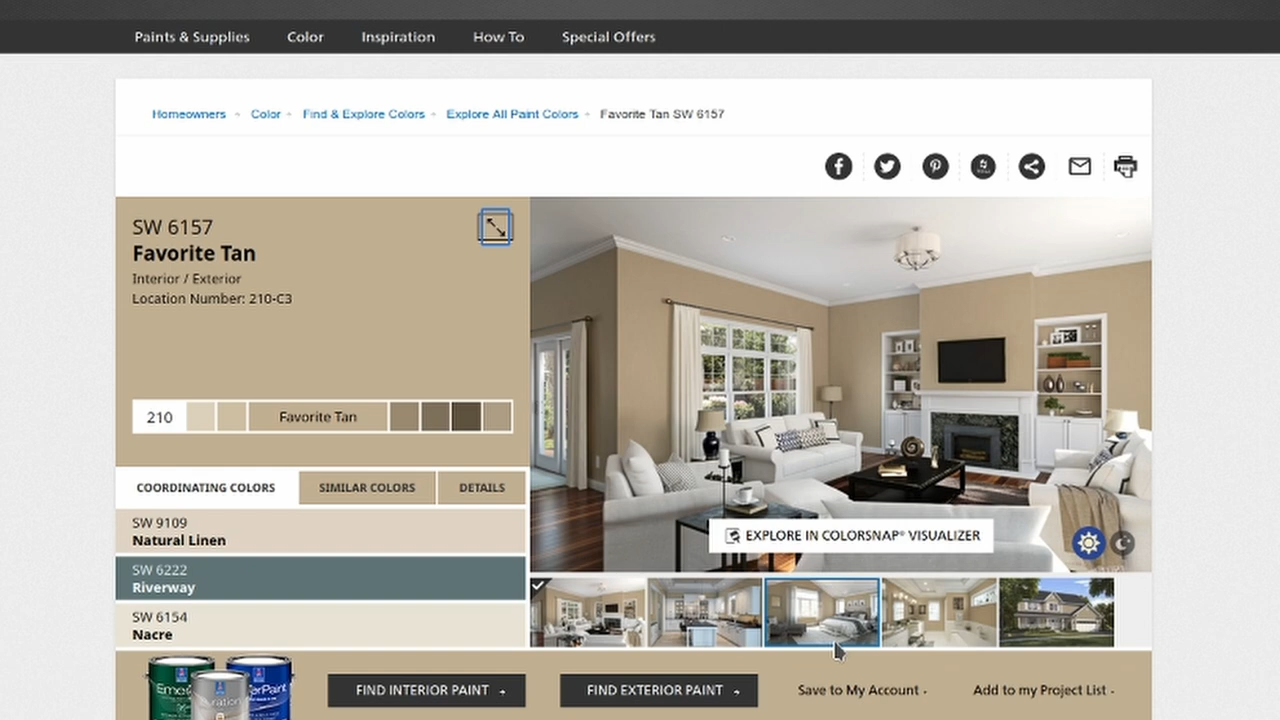 Paints & Supplies Color Inspiration How To Special Offers
Homeowners Color Find & Explore Colors Explore All Paint Colors Favorite Tan SW 6157
SW 6157
Favorite Tan
Interior / Exterior
Location Number: 210-C3
210 Favorite Tan
COORDINATING COLORS SIMILAR COLORS DETAILS
SW 9109
Natural Linen
SW 6222
Riverway
SW 6154
Nacre
EXPLORE IN COLORSNAP® VISUALIZER
FIND INTERIOR PAINT FIND EXTERIOR PAINT Save to My Account Add to my Project List